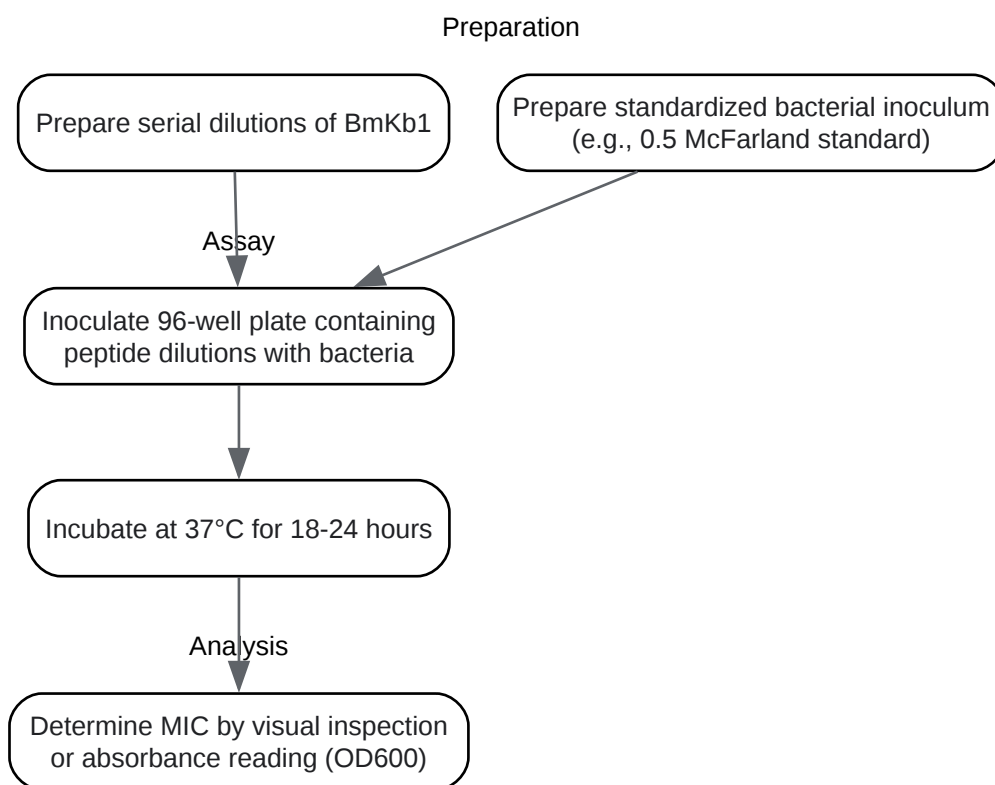 Preparation
Prepare serial dilutions of BmKb1
Prepare standardized bacterial inoculum
(e.g., 0.5 McFarland standard)
Assay
Inoculate 96-well plate containing
peptide dilutions with bacteria
Incubate at 37°C for 18-24 hours
Analysis
Determine MIC by visual inspection
or absorbance reading (OD600)